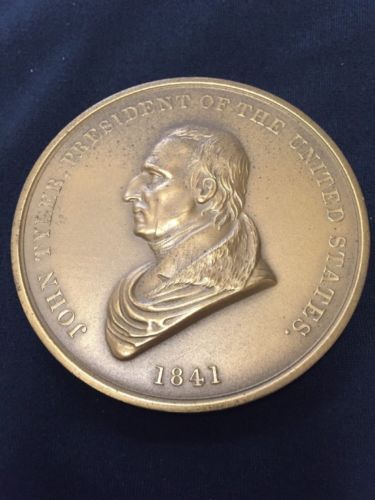 JOHN TYLER, PRESIDENT OF THE UNITED STATES.
1841